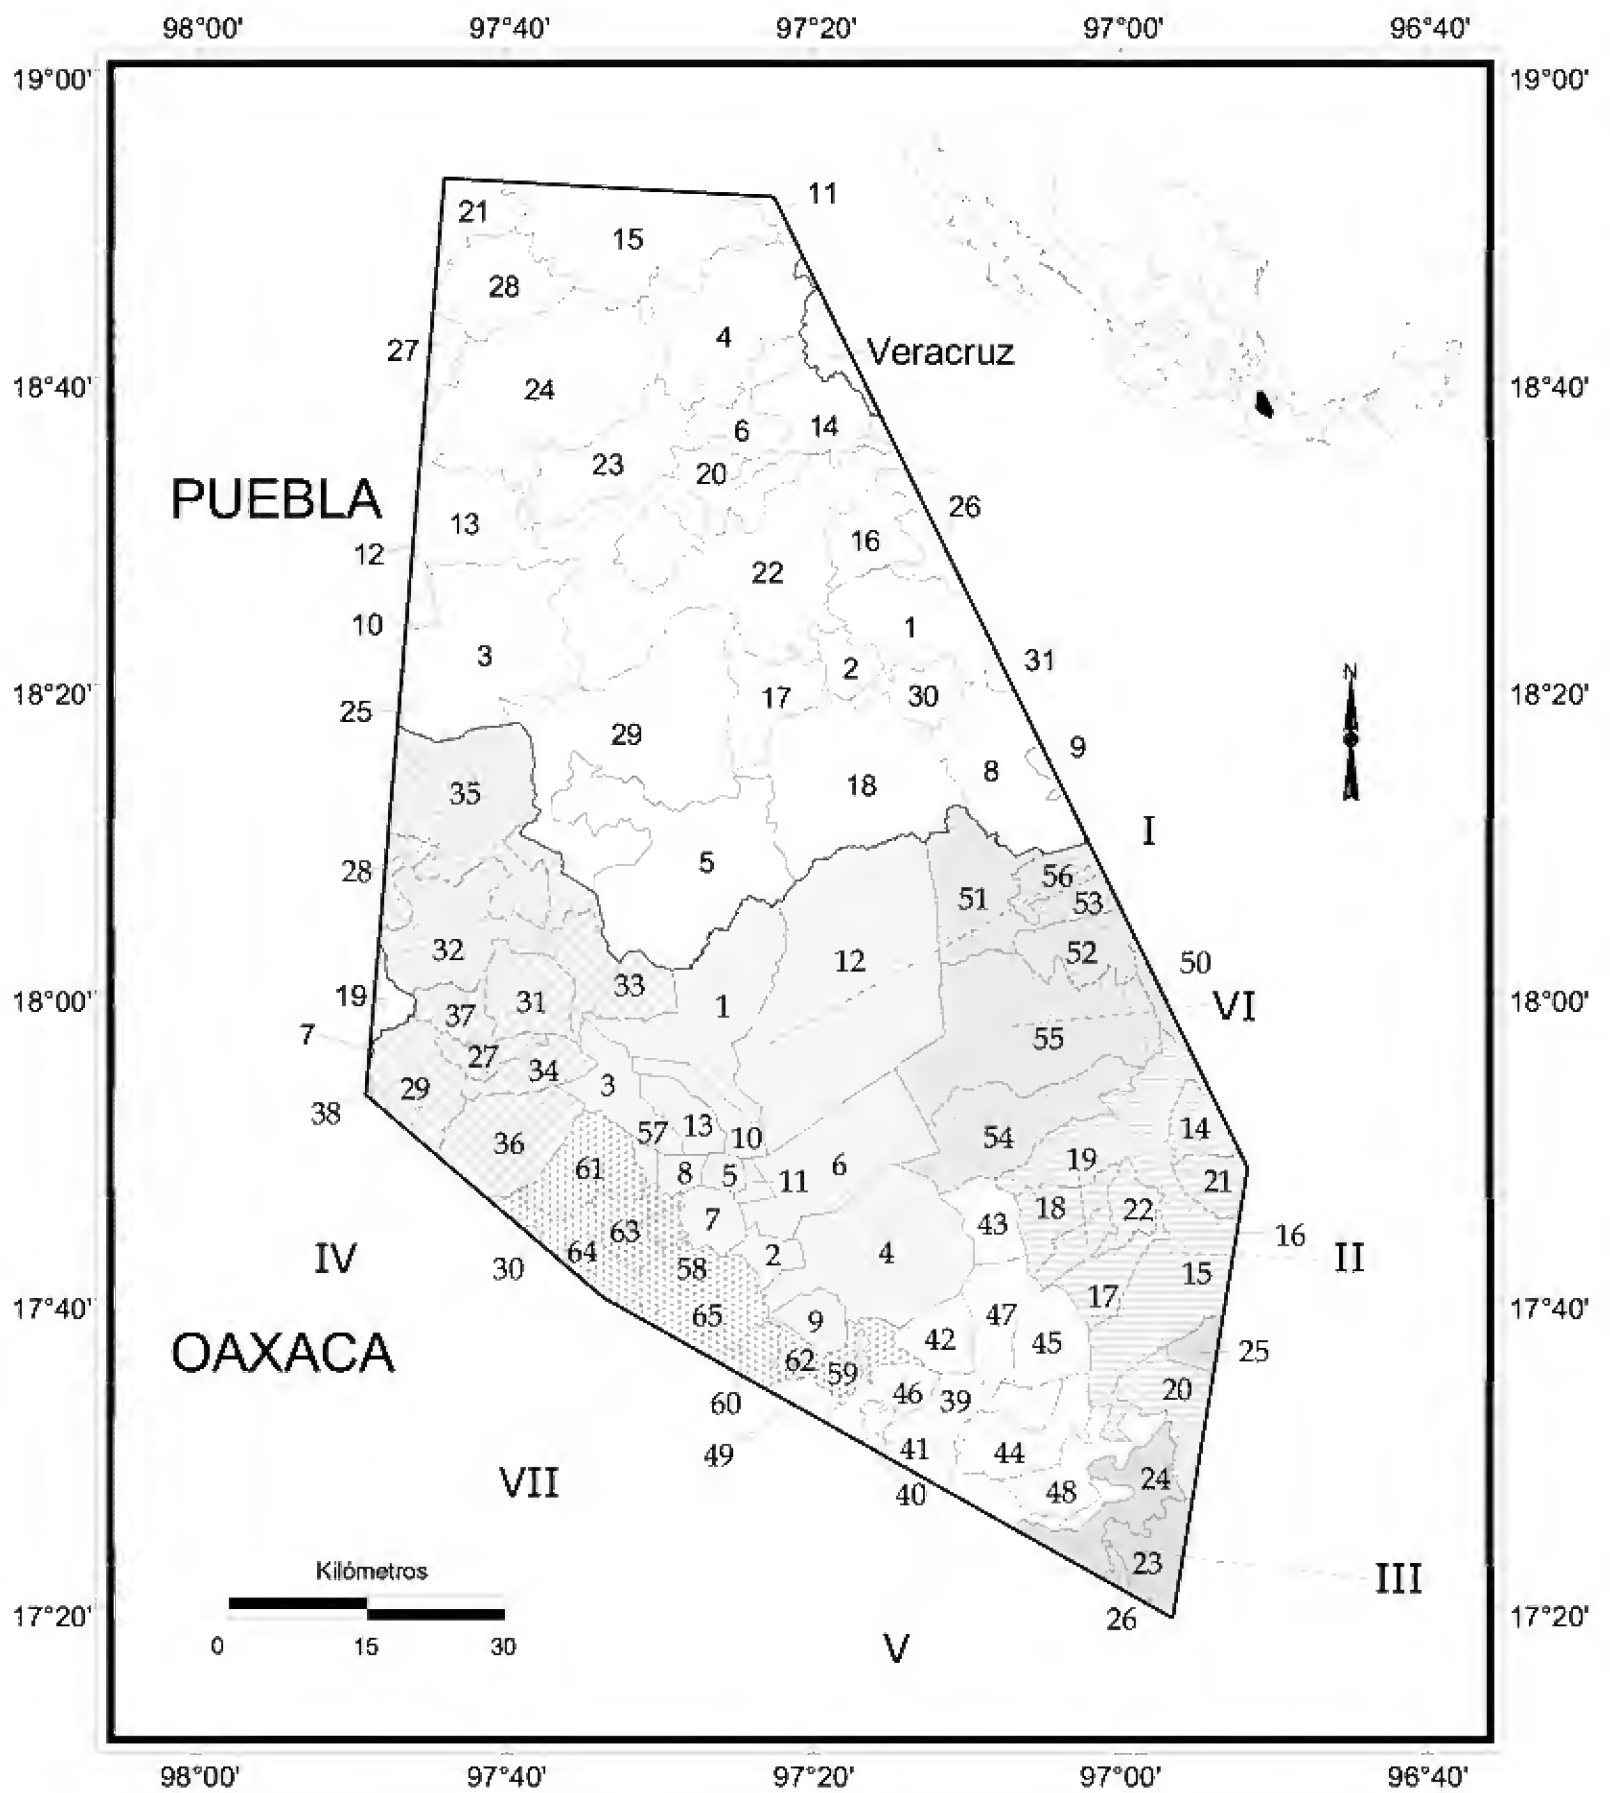 98°00' 97°40' 97°20' 97°00' 96°40'
19°00' 19°00'
11
21
15
28
4
27
Veracruz
18°40' 24 18°40'
6 14
23 20
PUEBLA 26
13
12 16
22
10 1
3 2 31
18°20' 17 30 18°20'
25
29 9
N
35 18 8
I
5
28 56
51 53
32 12 52 50
33
18°00' 19 31 1 VI 18°00'
37
7 55
27 34
29 3
38
57 13 10 14
36 54
61 8 5 11 6 19 21
18 22
7 43
63 16
IV 64 2 4 II
30 58 15
17
17°40' 65 9 47 17°40'
42 45
OAXACA 62 59 25
46 39 20
60
49 41 44
VII 24
40 48
Kilómetros 23 III
17°20' 26 17°20'
0 15 30 V
98°00' 97°40' 97°20' 97°00' 96°40'